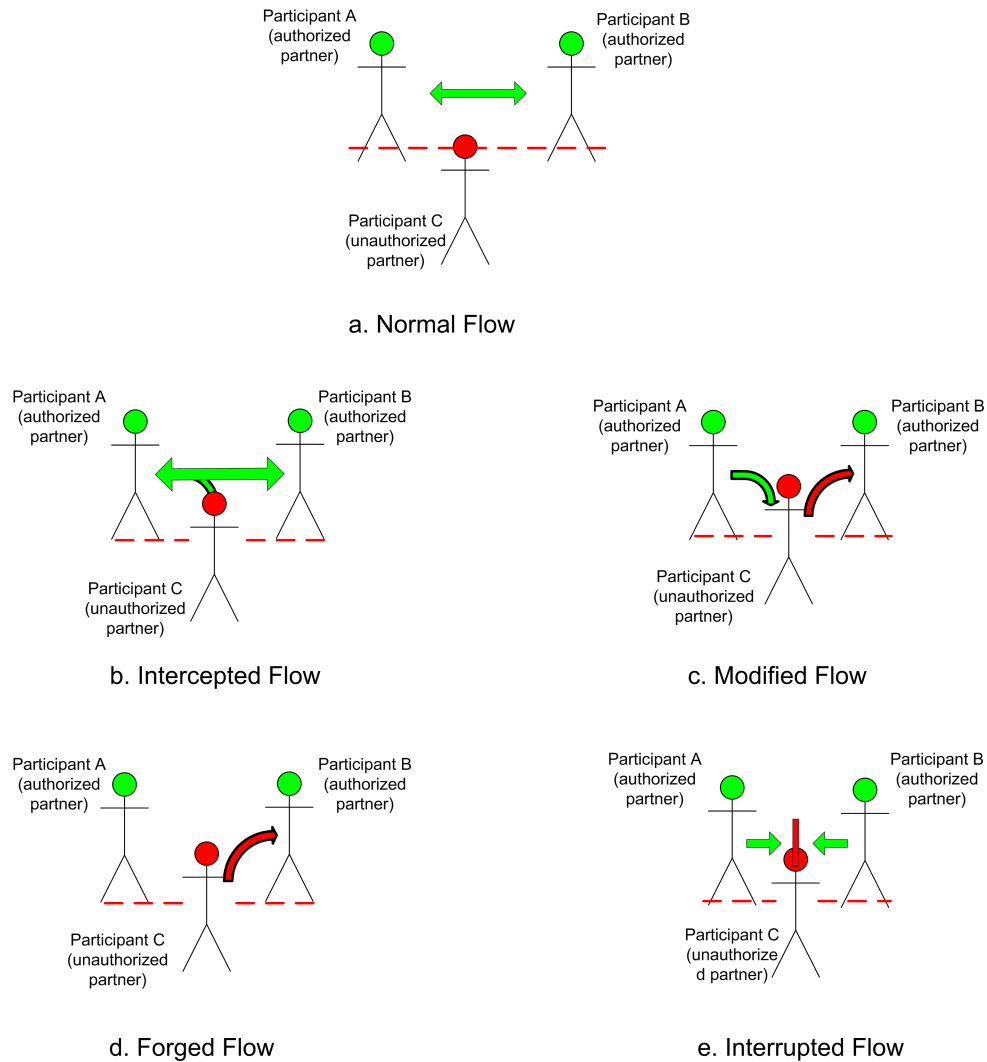 Participant A
(authorized
partner)
Participant B
(authorized
partner)
Participant C
(unauthorized
partner)
a. Normal Flow
Participant A
(authorized
partner)
Participant B
(authorized
partner)
Participant C
(unauthorized
partner)
b. Intercepted Flow
Participant A
(authorized
partner)
Participant B
(authorized
partner)
Participant C
(unauthorized
partner)
c. Modified Flow
Participant A
(authorized
partner)
Participant B
(authorized
partner)
Participant C
(unauthorized
partner)
d. Forged Flow
Participant A
(authorized
partner)
Participant B
(authorized
partner)
Participant C
(unauthorize
d partner)
e. Interrupted Flow